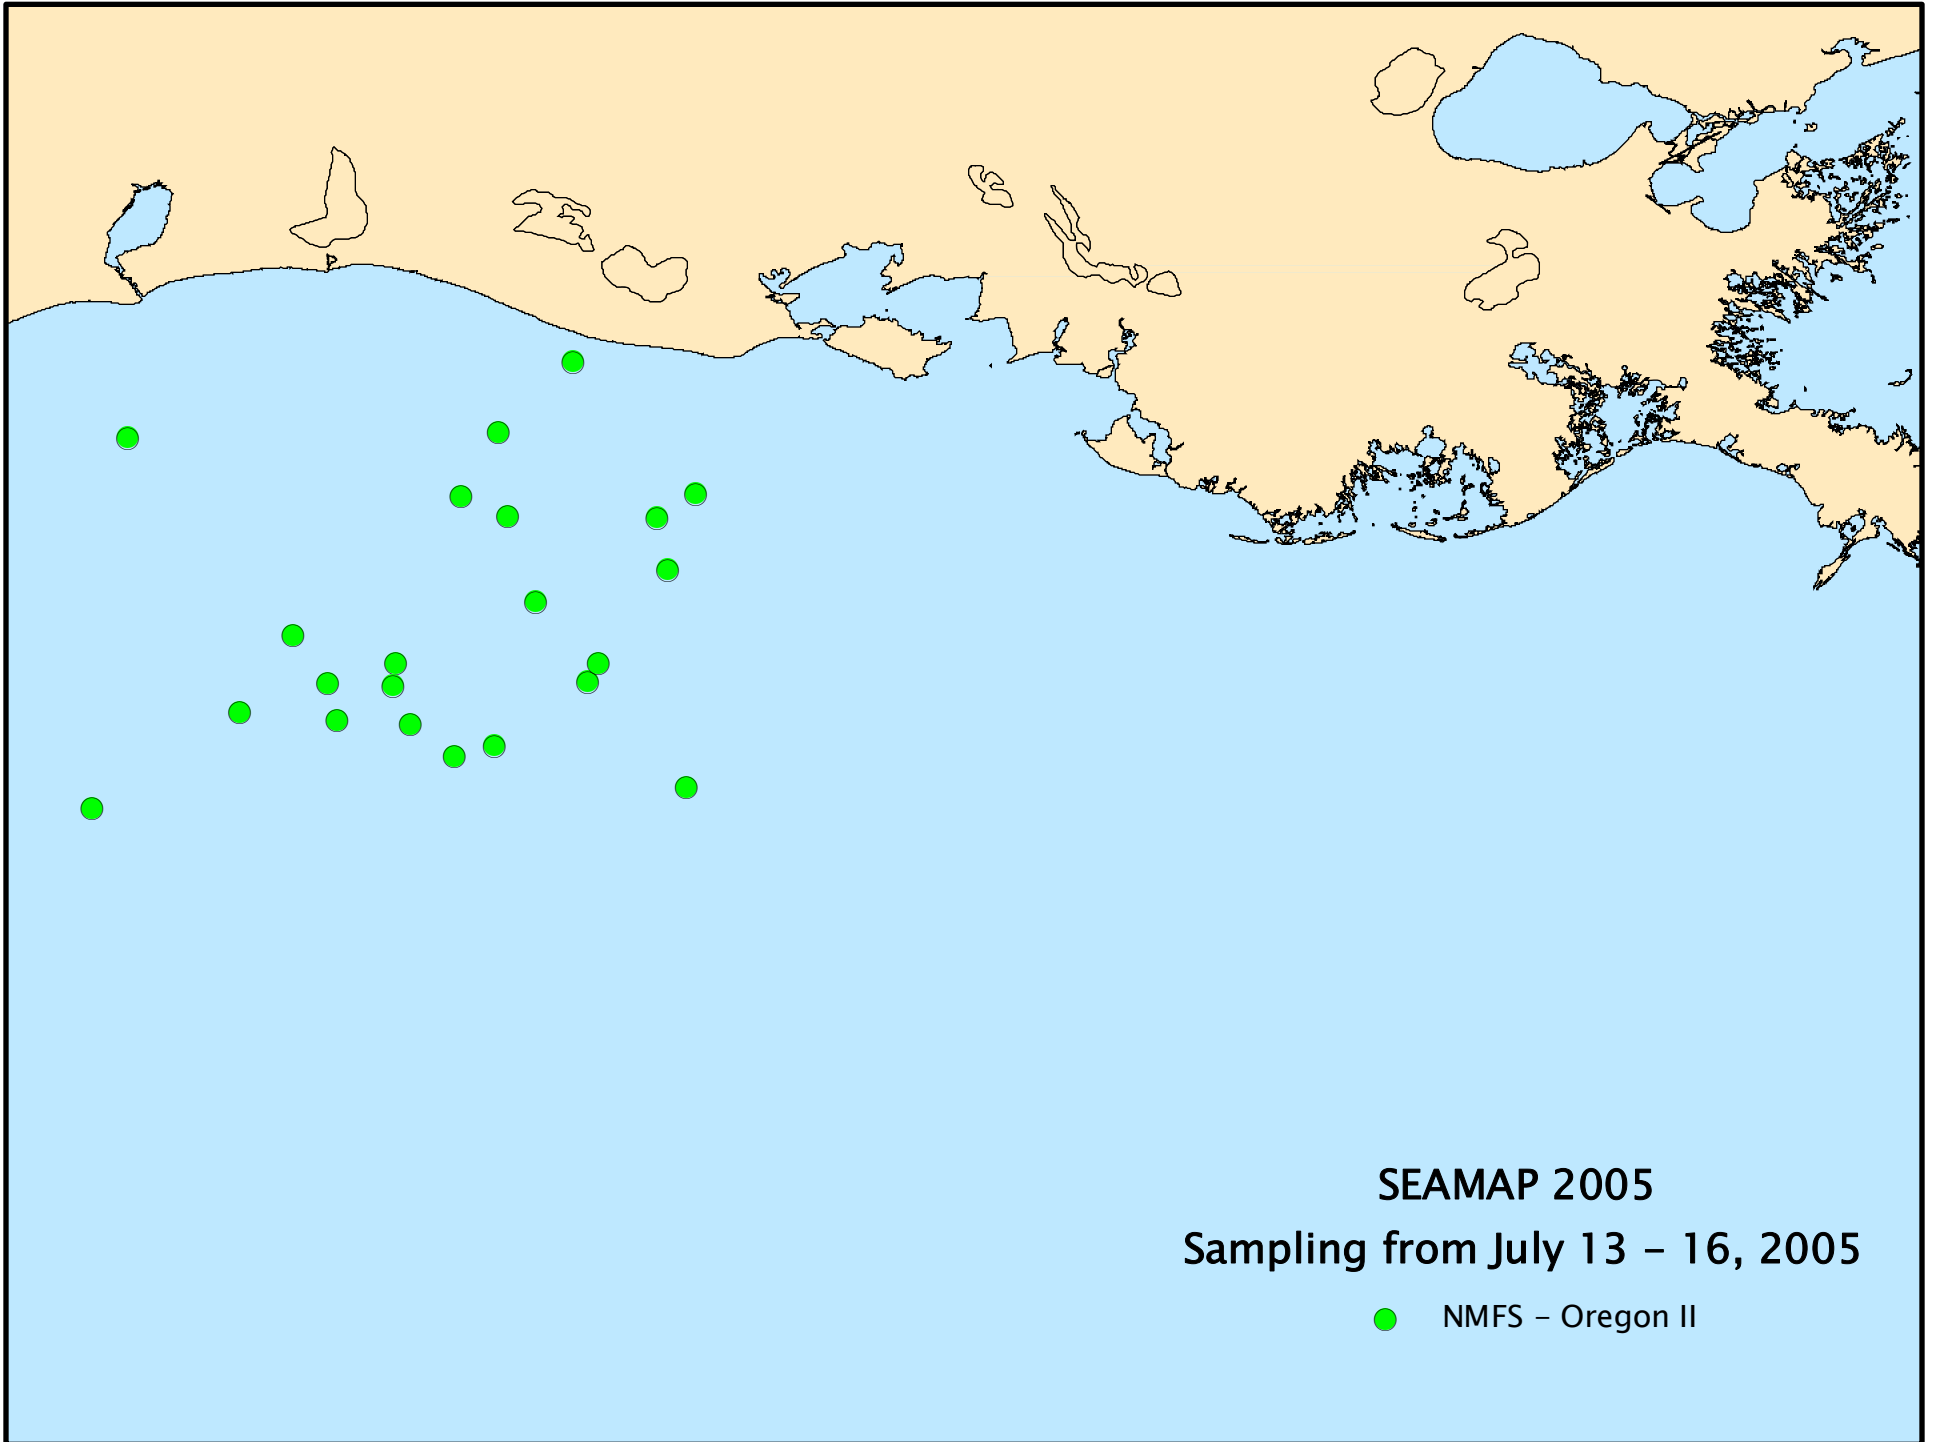 SEAMAP 2005
Sampling from July 13 – 16, 2005
NMFS – Oregon II